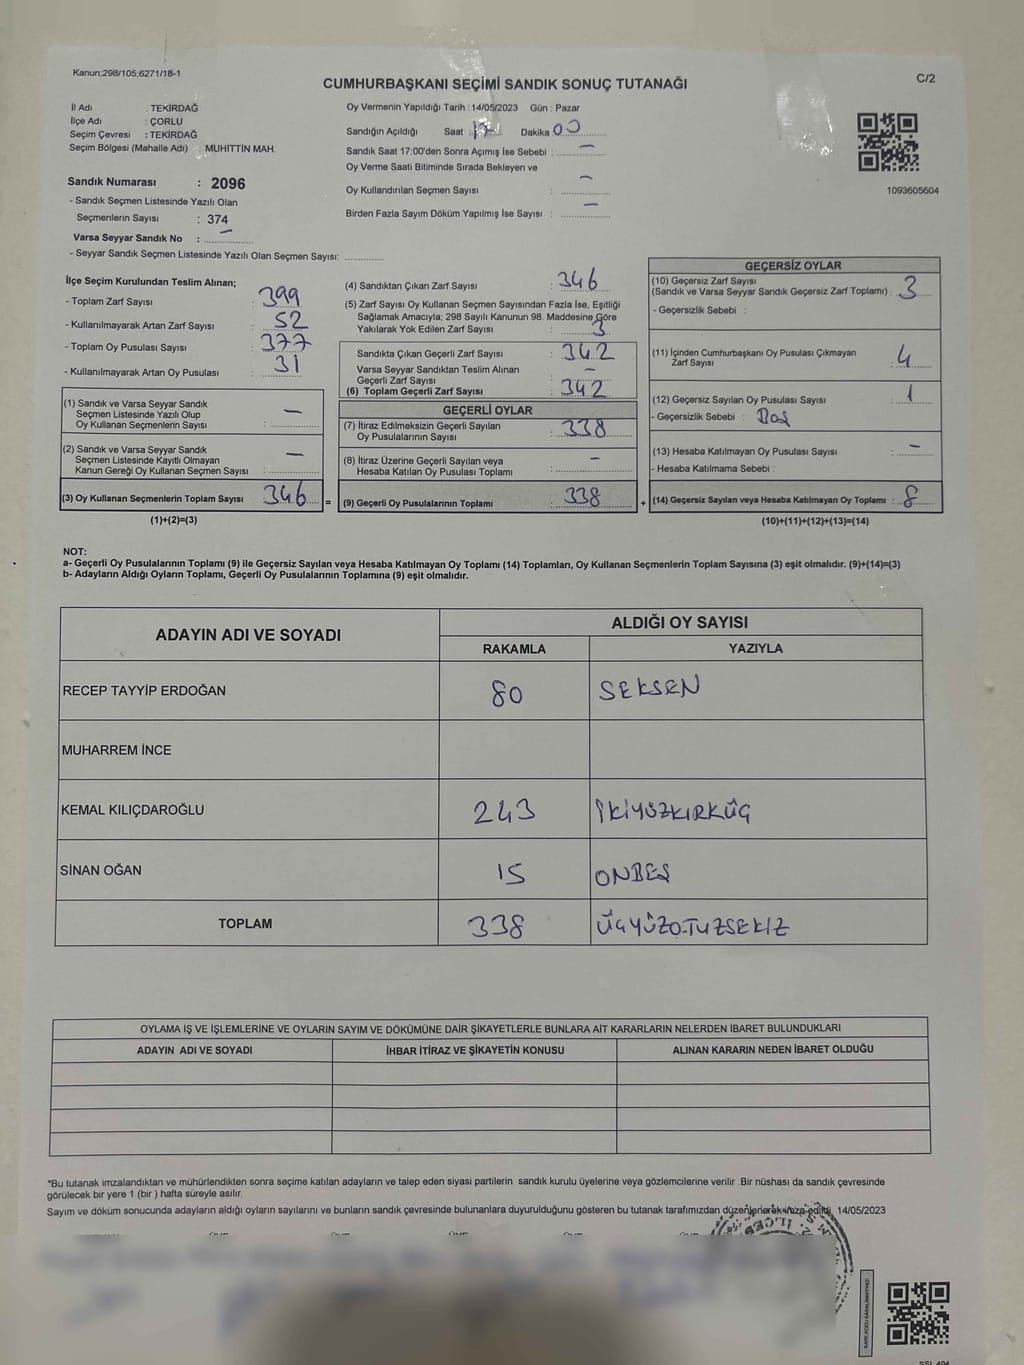 Kanun:298/105,6271/18-1
CUMHURBAŞKANI SEÇİMİ SANDIK SONUÇ TUTANAĞI
C/2
İl Adı : TEKİRDAĞ
İlçe Adı : ÇORLU
Seçim Çevresi : TEKİRDAĞ
Seçim Bölgesi (Mahalle Adı) : MUHITTİN MAH.
Sandık Numarası : 2096
- Sandık Seçmen Listesinde Yazılı Olan
Seçmenlerin Sayısı : 374
Varsa Seyyar Sandık No : –
- Seyyar Sandık Seçmen Listesinde Yazılı Olan Seçmen Sayısı:
Oy Vermenin Yapıldığı Tarih : 14/05/2023 Gün : Pazar
Sandığın Açıldığı Saat : 17 Dakika 00
Sandık Saat 17:00'den Sonra Açımış İse Sebebi : –
Oy Verme Saati Bitiminde Sırada Bekleyen ve
Oy Kullandırılan Seçmen Sayısı : –
Birden Fazla Sayım Döküm Yapılmış İse Sayısı : –
1093605604
İlçe Seçim Kurulundan Teslim Alınan;
- Toplam Zarf Sayısı : 399
- Kullanılmayarak Artan Zarf Sayısı : 52
- Toplam Oy Pusulası Sayısı : 377
- Kullanılmayarak Artan Oy Pusulası : 31
(1) Sandık ve Varsa Seyyar Sandık
Seçmen Listesinde Yazılı Olup
Oy Kullanan Seçmenlerin Sayısı : –
(2) Sandık ve Varsa Seyyar Sandık
Seçmen Listesinde Kayıtlı Olmayan
Kanun Gereği Oy Kullanan Seçmen Sayısı : –
(3) Oy Kullanan Seçmenlerin Toplam Sayısı : 346 =
(1)+(2)=(3)
(4) Sandıktan Çıkan Zarf Sayısı : 346
(5) Zarf Sayısı Oy Kullanan Seçmen Sayısından Fazla İse, Eşitliği
Sağlamak Amacıyla; 298 Sayılı Kanunun 98. Maddesine Göre
Yakılarak Yok Edilen Zarf Sayısı : 3
Sandıkta Çıkan Geçerli Zarf Sayısı : 342
Varsa Seyyar Sandıktan Teslim Alınan
Geçerli Zarf Sayısı : –
(6) Toplam Geçerli Zarf Sayısı : 342
GEÇERLİ OYLAR
(7) İtiraz Edilmeksizin Geçerli Sayılan
Oy Pusulalarının Sayısı : 338
(8) İtiraz Üzerine Geçerli Sayılan veya
Hesaba Katılan Oy Pusulası Toplamı : –
(9) Geçerli Oy Pusulalarının Toplamı : 338 +
GEÇERSİZ OYLAR
(10) Geçersiz Zarf Sayısı
(Sandık ve Varsa Seyyar Sandık Geçersiz Zarf Toplamı) : 3
- Geçersizlik Sebebi :
(11) İçinden Cumhurbaşkanı Oy Pusulası Çıkmayan
Zarf Sayısı : 4
(12) Geçersiz Sayılan Oy Pusulası Sayısı : 1
- Geçersizlik Sebebi : Boş
(13) Hesaba Katılmayan Oy Pusulası Sayısı : –
- Hesaba Katılmama Sebebi :
(14) Geçersiz Sayılan veya Hesaba Katılmayan Oy Toplamı : 8
(10)+(11)+(12)+(13)=(14)
NOT:
a- Geçerli Oy Pusulalarının Toplamı (9) ile Geçersiz Sayılan veya Hesaba Katılmayan Oy Toplamı (14) Toplamları, Oy Kullanan Seçmenlerin Toplam Sayısına (3) eşit olmalıdır. (9)+(14)=(3)
b- Adayların Aldığı Oyların Toplamı, Geçerli Oy Pusulalarının Toplamına (9) eşit olmalıdır.
ADAYIN ADI VE SOYADI
ALDIĞI OY SAYISI
RAKAMLA YAZIYLA
RECEP TAYYİP ERDOĞAN 80 SEKSEN
MUHARREM İNCE
KEMAL KILIÇDAROĞLU 243 İKİYÜZKIRKÜÇ
SİNAN OĞAN 15 ONBEŞ
TOPLAM 338 ÜÇYÜZOTUZSEKİZ
OYLAMA İŞ VE İŞLEMLERİNE VE OYLARIN SAYIM VE DÖKÜMÜNE DAİR ŞİKAYETLERLE BUNLARA AİT KARARLARIN NELERDEN İBARET BULUNDUKLARI
ADAYIN ADI VE SOYADI İHBAR İTİRAZ VE ŞİKAYETİN KONUSU ALINAN KARARIN NEDEN İBARET OLDUĞU
*Bu tutanak imzalandıktan ve mühürlendikten sonra seçime katılan adayların ve talep eden siyasi partilerin sandık kurulu üyelerine veya gözlemcilerine verilir .Bir nüshası da sandık çevresinde
görülecek bir yere 1 (bir ) hafta süreyle asılır.
Sayım ve döküm sonucunda adayların aldığı oyların sayılarını ve bunların sandık çevresinde bulunanlara duyurulduğunu gösteren bu tutanak tarafımızdan düzenlenerek imza edildi. 14/05/2023